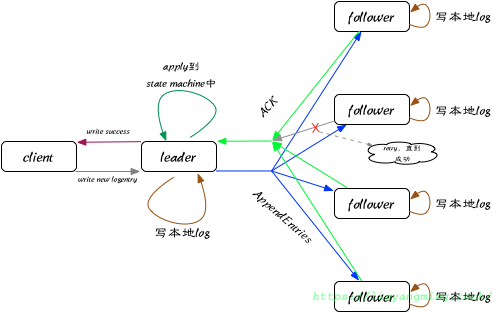 follower
写本地log
apply到
state machine中
ACK
follower
写本地log
write success
retry，直到
成功
client
leader
write new logentry
follower
写本地log
AppendEntries
写本地log
follower
写本地log